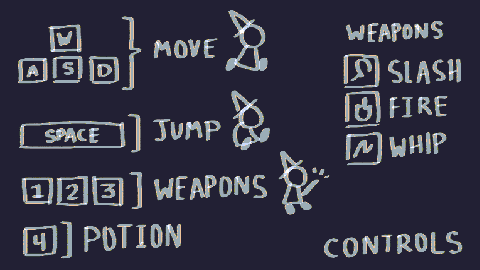 W
A S D
MOVE
SPACE
JUMP
1 2 3
WEAPONS
4
POTION
WEAPONS
SLASH
FIRE
WHIP
CONTROLS